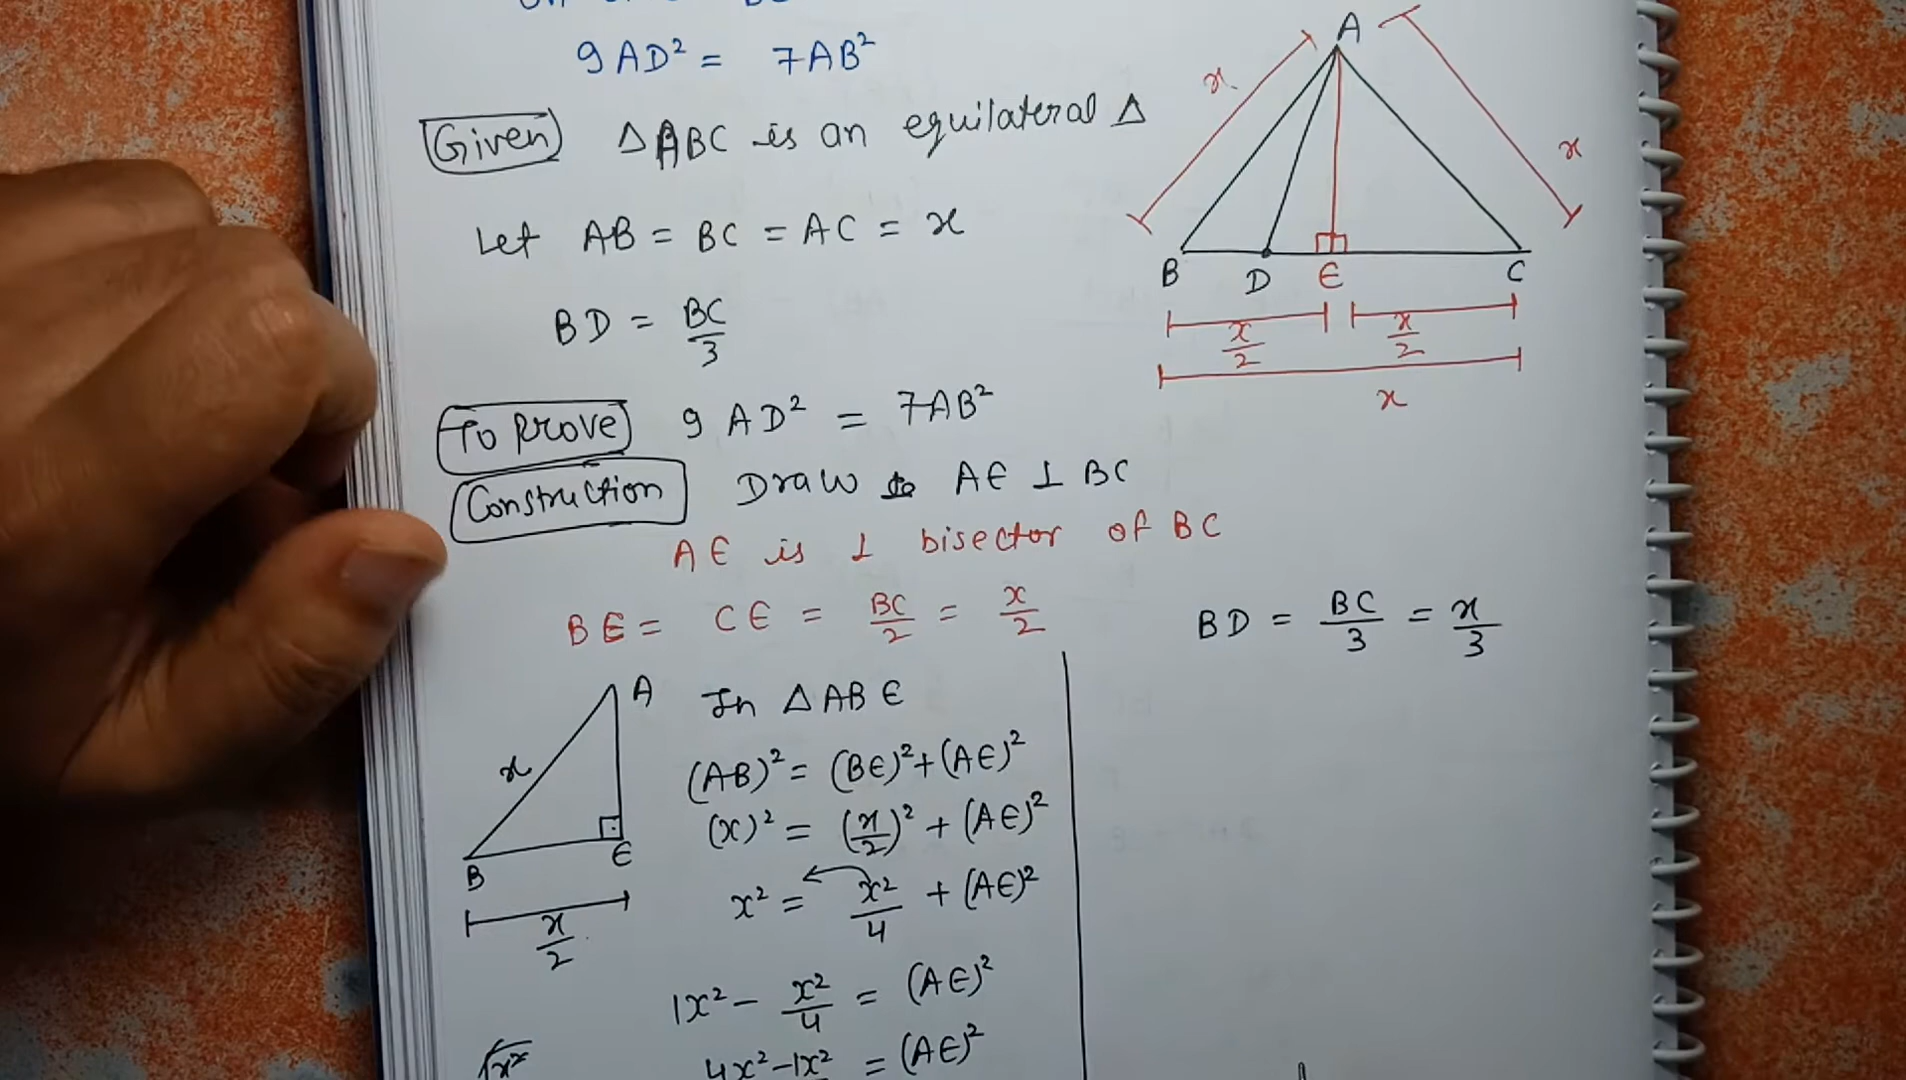 9AD² = 7AB²
Given ΔABC is an equilateral Δ
Let AB = BC = AC = x
BD = BC/3
To prove 9AD² = 7AB²
Construction Draw AE ⊥ BC
AE is ⊥ bisector of BC
BE = CE = BC/2 = x/2
BD = BC/3 = x/3
A
x
x
B D E C
x/2 x/2
x
A
x
B E
x/2
In ΔABE
(AB)² = (BE)² + (AE)²
(x)² = (x/2)² + (AE)²
x² = x²/4 + (AE)²
1x² - x²/4 = (AE)²
4x² - 1x² = (AE)²